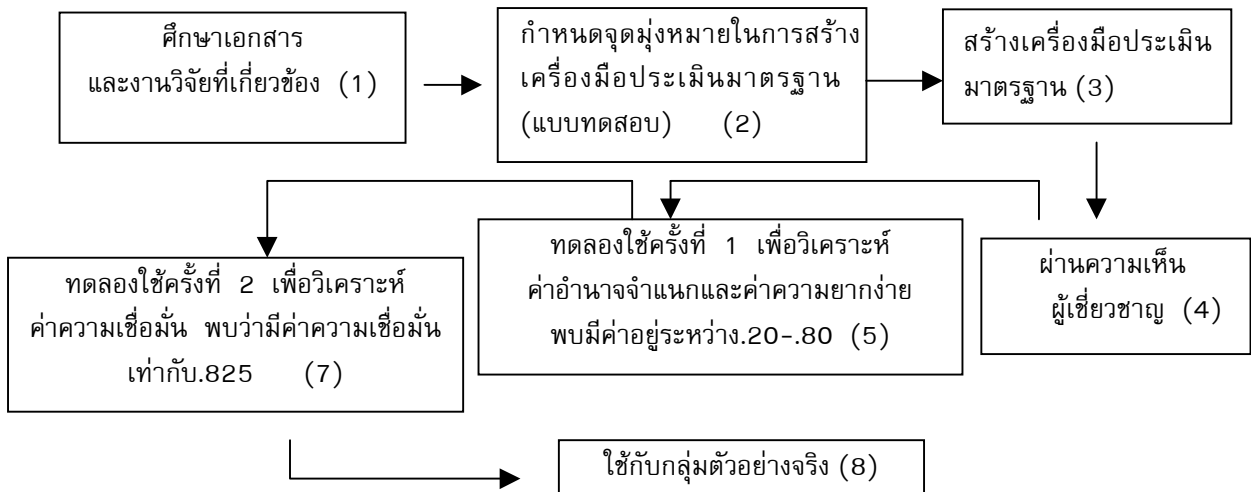 ศึกษาเอกสาร
และงานวิจัยที่เกี่ยวข้อง (1)
กำหนดจุดมุ่งหมายในการสร้าง
เครื่องมือประเมินมาตรฐาน
(แบบทดสอบ) (2)
สร้างเครื่องมือประเมิน
มาตรฐาน (3)
ผ่านความเห็น
ผู้เชี่ยวชาญ (4)
ทดลองใช้ครั้งที่ 1 เพื่อวิเคราะห์
ค่าอำนาจจำแนกและค่าความยากง่าย
พบมีค่าอยู่ระหว่าง.20-.80 (5)
ทดลองใช้ครั้งที่ 2 เพื่อวิเคราะห์
ค่าความเชื่อมั่น พบว่ามีค่าความเชื่อมั่น
เท่ากับ.825 (7)
ใช้กับกลุ่มตัวอย่างจริง (8)